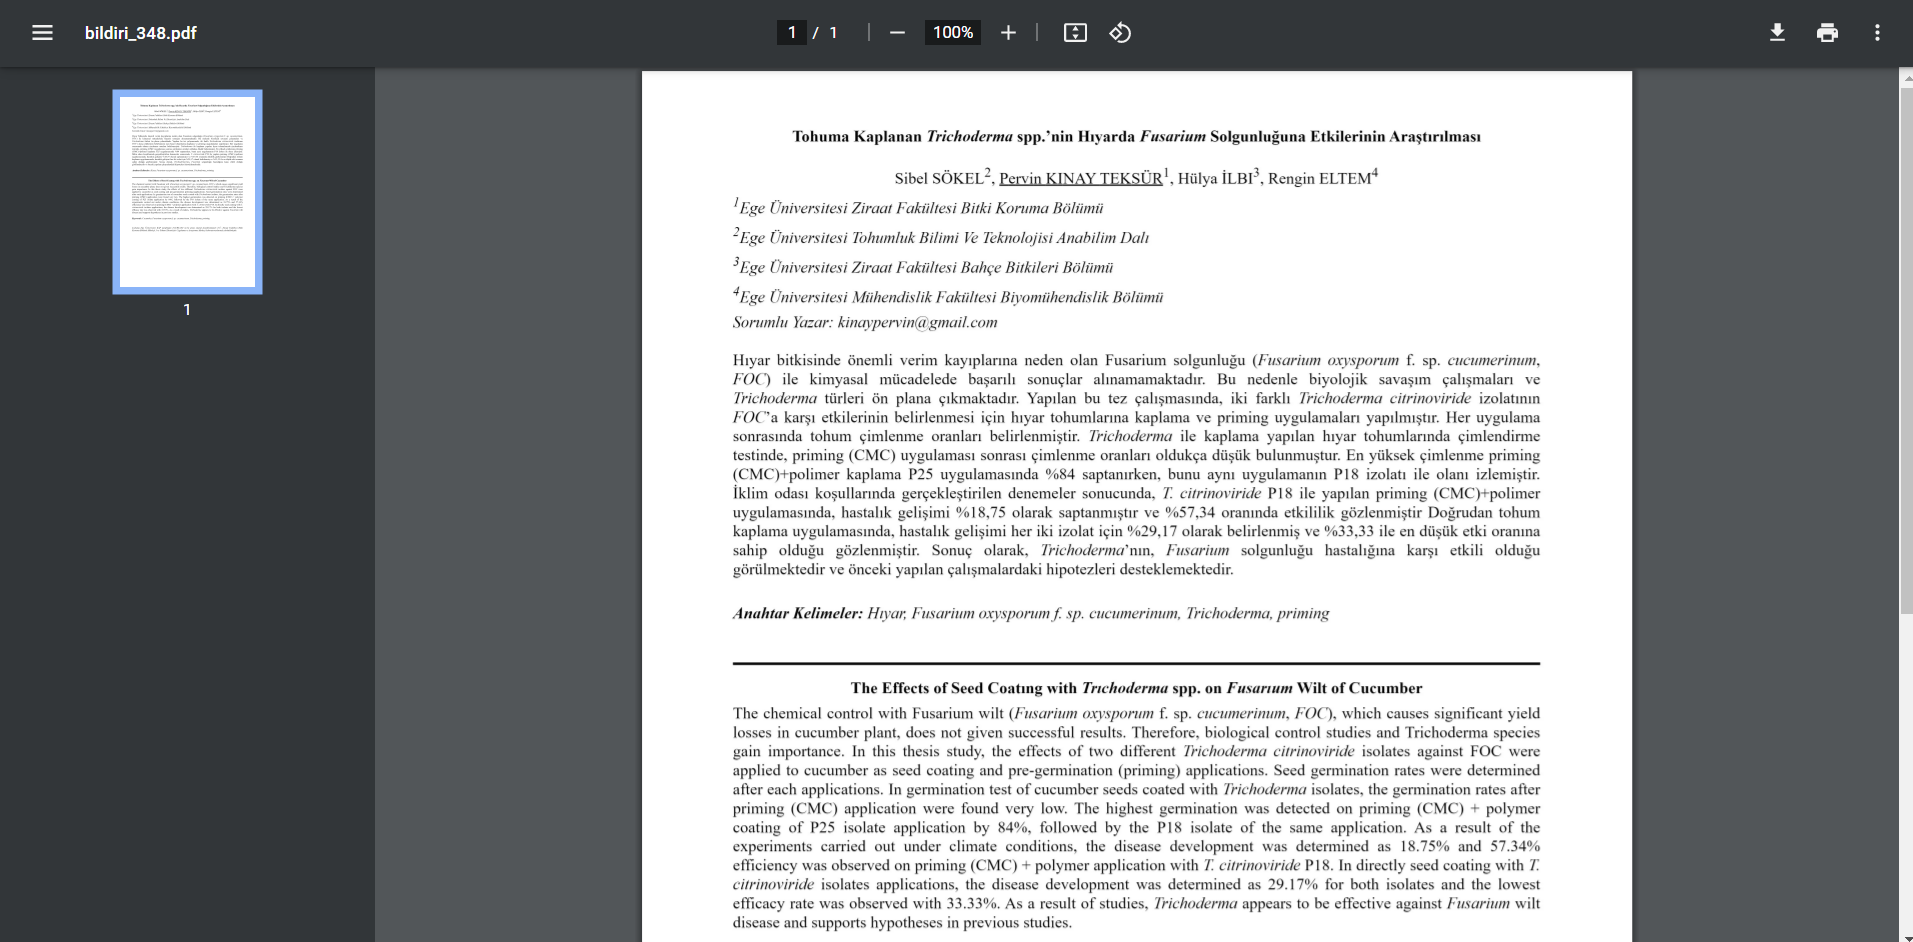 bildiri_348.pdf
1 / 1
100%
1
Tohuma Kaplanan Trichoderma spp.'nin Hıyarda Fusarium Solgunluğuna Etkilerinin Araştırılması
Sibel SÖKEL2, Pervin KINAY TEKSÜR1, Hülya İLBI3, Rengin ELTEM4
1Ege Üniversitesi Ziraat Fakültesi Bitki Koruma Bölümü
2Ege Üniversitesi Tohumluk Bilimi Ve Teknolojisi Anabilim Dalı
3Ege Üniversitesi Ziraat Fakültesi Bahçe Bitkileri Bölümü
4Ege Üniversitesi Mühendislik Fakültesi Biyomühendislik Bölümü
Sorumlu Yazar: kinaypervin@gmail.com
Hıyar bitkisinde önemli verim kayıplarına neden olan Fusarium solgunluğu (Fusarium oxysporum f. sp. cucumerinum,
FOC) ile kimyasal mücadelede başarılı sonuçlar alınamamaktadır. Bu nedenle biyolojik savaşım çalışmaları ve
Trichoderma türleri ön plana çıkmaktadır. Yapılan bu tez çalışmasında, iki farklı Trichoderma citrinoviride izolatının
FOC'a karşı etkilerinin belirlenmesi için hıyar tohumlarına kaplama ve priming uygulamaları yapılmıştır. Her uygulama
sonrasında tohum çimlenme oranları belirlenmiştir. Trichoderma ile kaplama yapılan hıyar tohumlarında çimlendirme
testinde, priming (CMC) uygulaması sonrası çimlenme oranları oldukça düşük bulunmuştur. En yüksek çimlenme priming
(CMC)+polimer kaplama P25 uygulamasında %84 saptanırken, bunu aynı uygulamanın P18 izolatı ile olanı izlemiştir.
İklim odası koşullarında gerçekleştirilen denemeler sonucunda, T. citrinoviride P18 ile yapılan priming (CMC)+polimer
uygulamasında, hastalık gelişimi %18,75 olarak saptanmıştır ve %57,34 oranında etkililik gözlenmiştir Doğrudan tohum
kaplama uygulamasında, hastalık gelişimi her iki izolat için %29,17 olarak belirlenmiş ve %33,33 ile en düşük etki oranına
sahip olduğu gözlenmiştir. Sonuç olarak, Trichoderma'nın, Fusarium solgunluğu hastalığına karşı etkili olduğu
görülmektedir ve önceki yapılan çalışmalardaki hipotezleri desteklemektedir.
Anahtar Kelimeler: Hıyar, Fusarium oxysporum f. sp. cucumerinum, Trichoderma, priming
The Effects of Seed Coatıng with Trıchoderma spp. on Fusarıum Wilt of Cucumber
The chemical control with Fusarium wilt (Fusarium oxysporum f. sp. cucumerinum, FOC), which causes significant yield
losses in cucumber plant, does not given successful results. Therefore, biological control studies and Trichoderma species
gain importance. In this thesis study, the effects of two different Trichoderma citrinoviride isolates against FOC were
applied to cucumber as seed coating and pre-germination (priming) applications. Seed germination rates were determined
after each applications. In germination test of cucumber seeds coated with Trichoderma isolates, the germination rates after
priming (CMC) application were found very low. The highest germination was detected on priming (CMC) + polymer
coating of P25 isolate application by 84%, followed by the P18 isolate of the same application. As a result of the
experiments carried out under climate conditions, the disease development was determined as 18.75% and 57.34%
efficiency was observed on priming (CMC) + polymer application with T. citrinoviride P18. In directly seed coating with T.
citrinoviride isolates applications, the disease development was determined as 29.17% for both isolates and the lowest
efficacy rate was observed with 33.33%. As a result of studies, Trichoderma appears to be effective against Fusarium wilt
disease and supports hypotheses in previous studies.